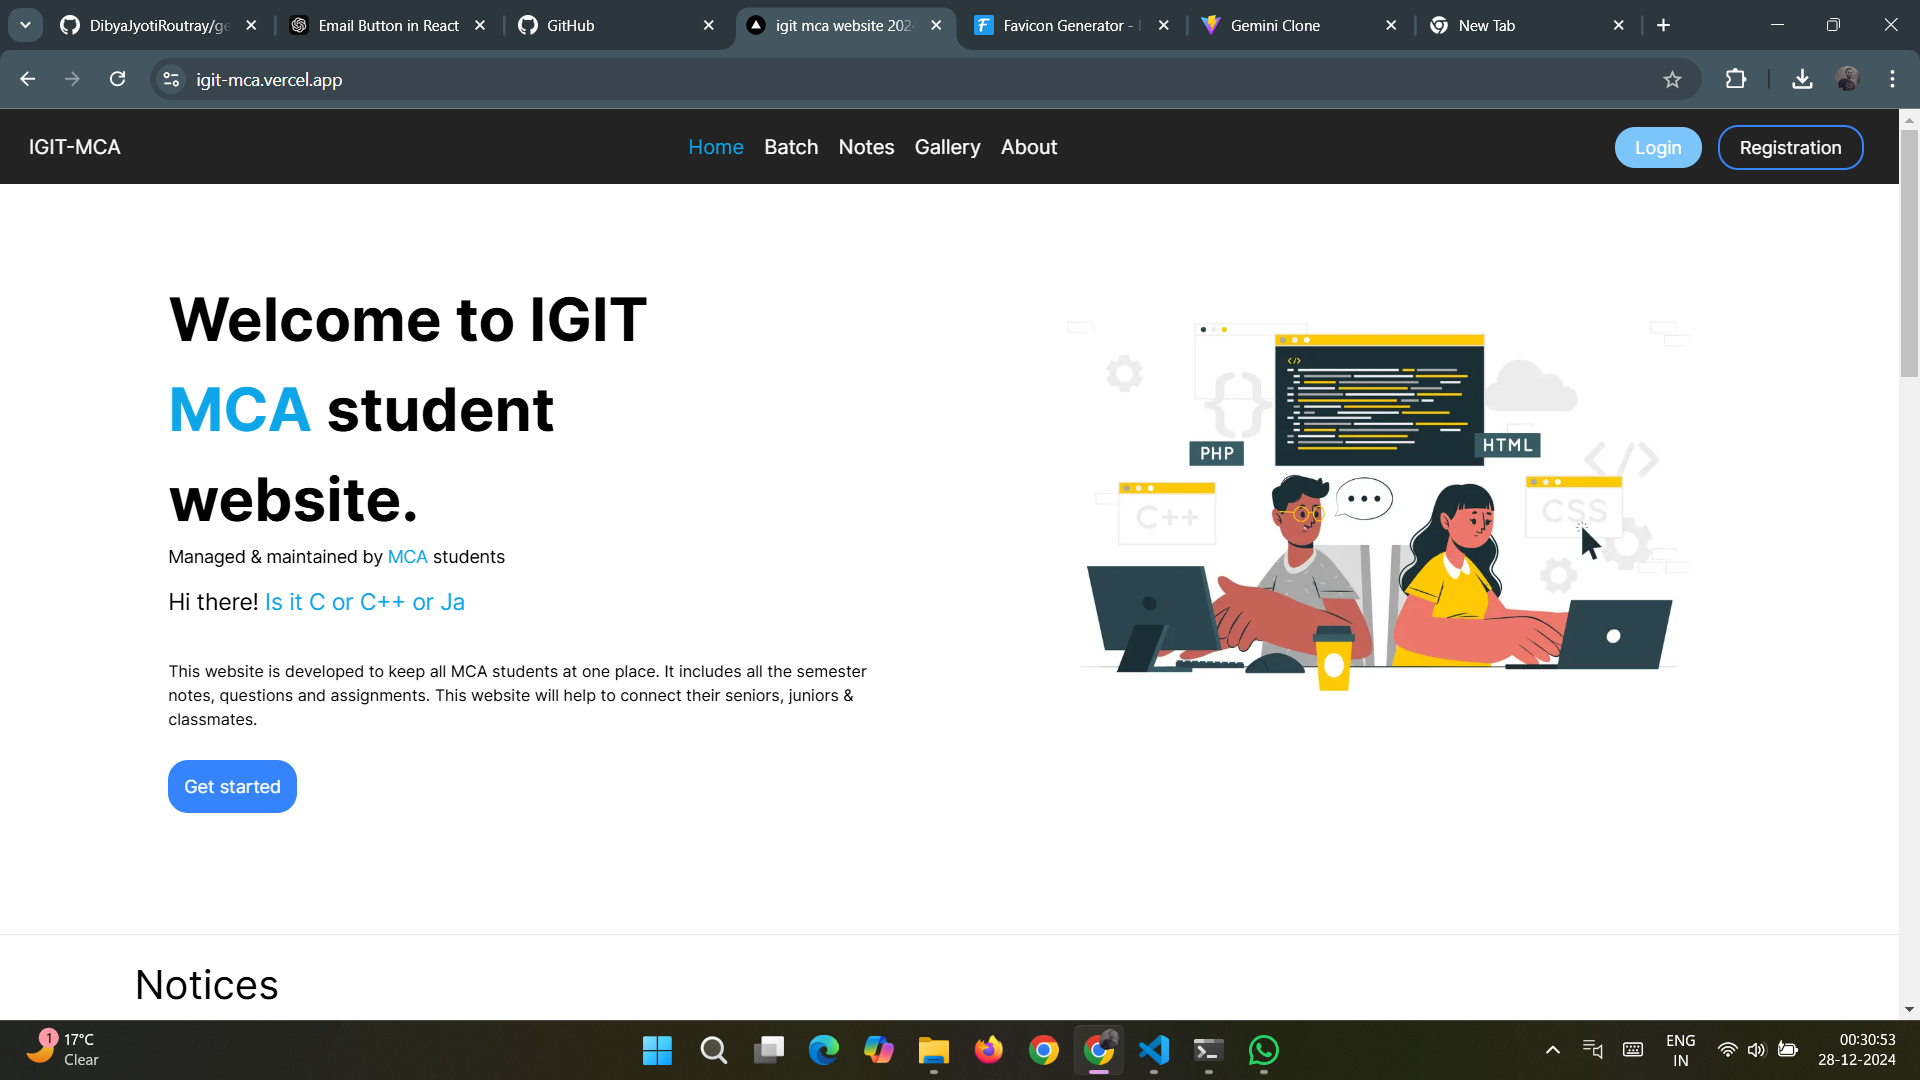 DibyaJyotiRoutray/ge
Email Button in React
GitHub
igit mca website 202
Favicon Generator -
Gemini Clone
New Tab
igit-mca.vercel.app
IGIT-MCA
Home Batch Notes Gallery About
Login
Registration
Welcome to IGIT
MCA student
website.
Managed & maintained by MCA students
Hi there! Is it C or C++ or Ja
This website is developed to keep all MCA students at one place. It includes all the semester
notes, questions and assignments. This website will help to connect their seniors, juniors &
classmates.
Get started
</>
{}
PHP
HTML
</>
C++
CSS
Notices
1
17°C
Clear
ENG
IN
00:30:53
28-12-2024